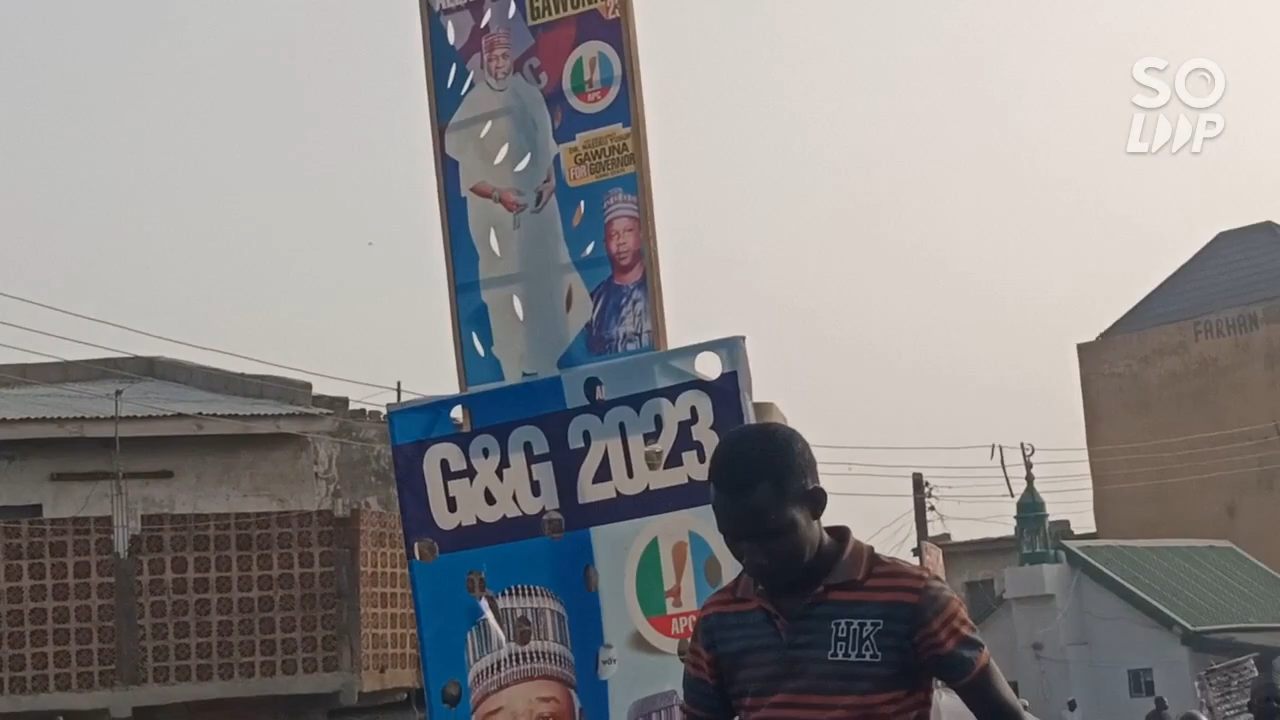 GAWUNA
SO
LOOP
APC
DR. NASIRU YUSUF
GAWUNA
FOR GOVERNOR
FARHAN
G&G 2023
APC
HK